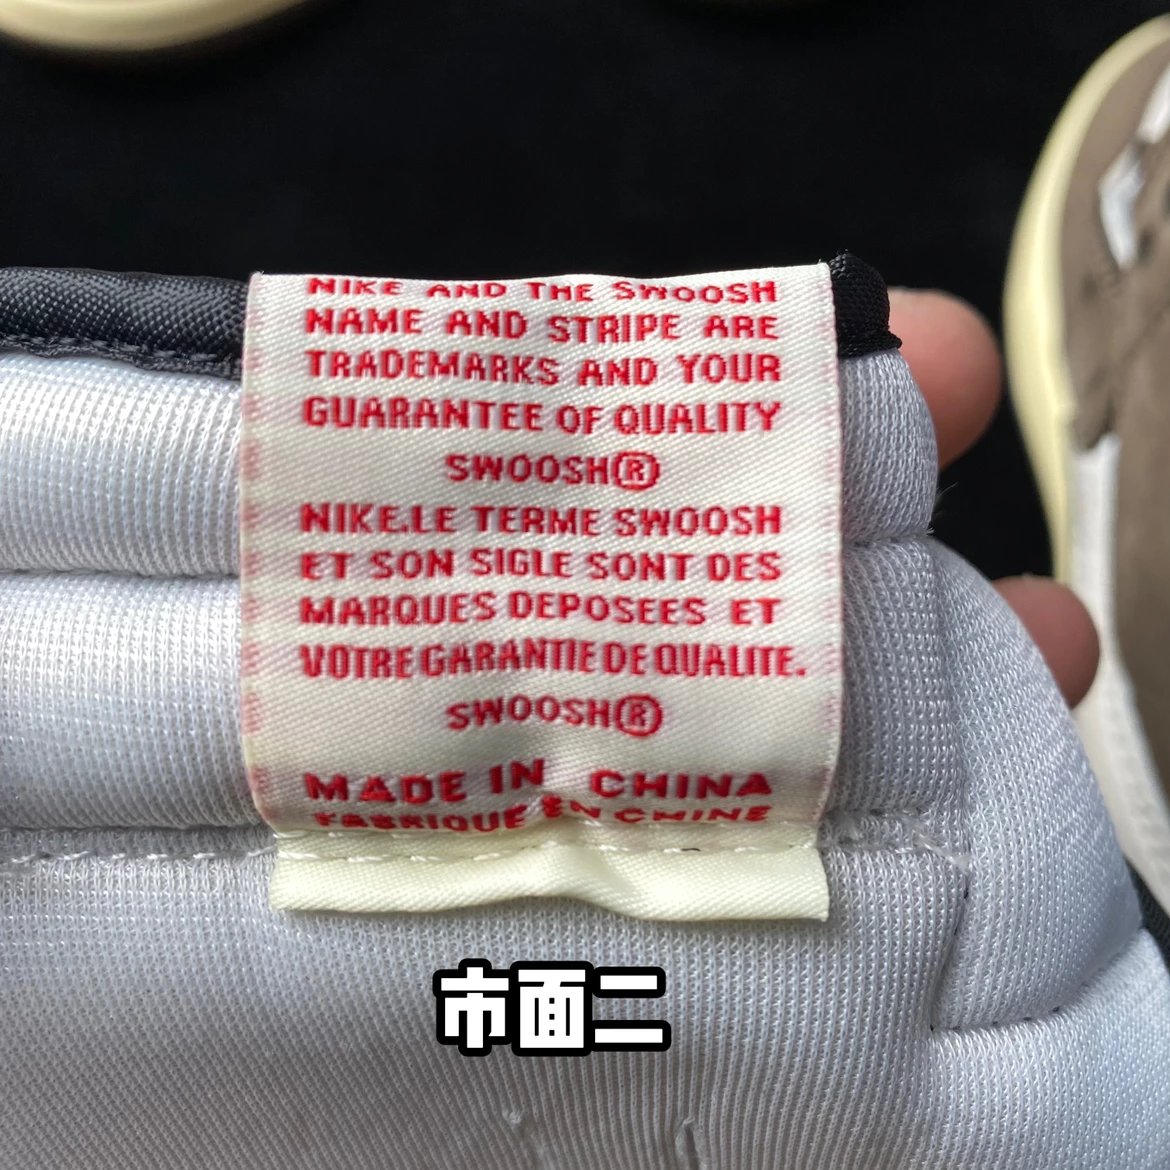 NIKE AND THE SWOOSH
NAME AND STRIPE ARE
TRADEMARKS AND YOUR
GUARANTEE OF QUALITY
SWOOSH®
NIKE.LE TERME SWOOSH
ET SON SIGLE SONT DES
MARQUES DEPOSEES ET
VOTRE GARANTIE DE QUALITE.
SWOOSH®
MADE IN CHINA
FABRIQUE EN CHINE
市面二